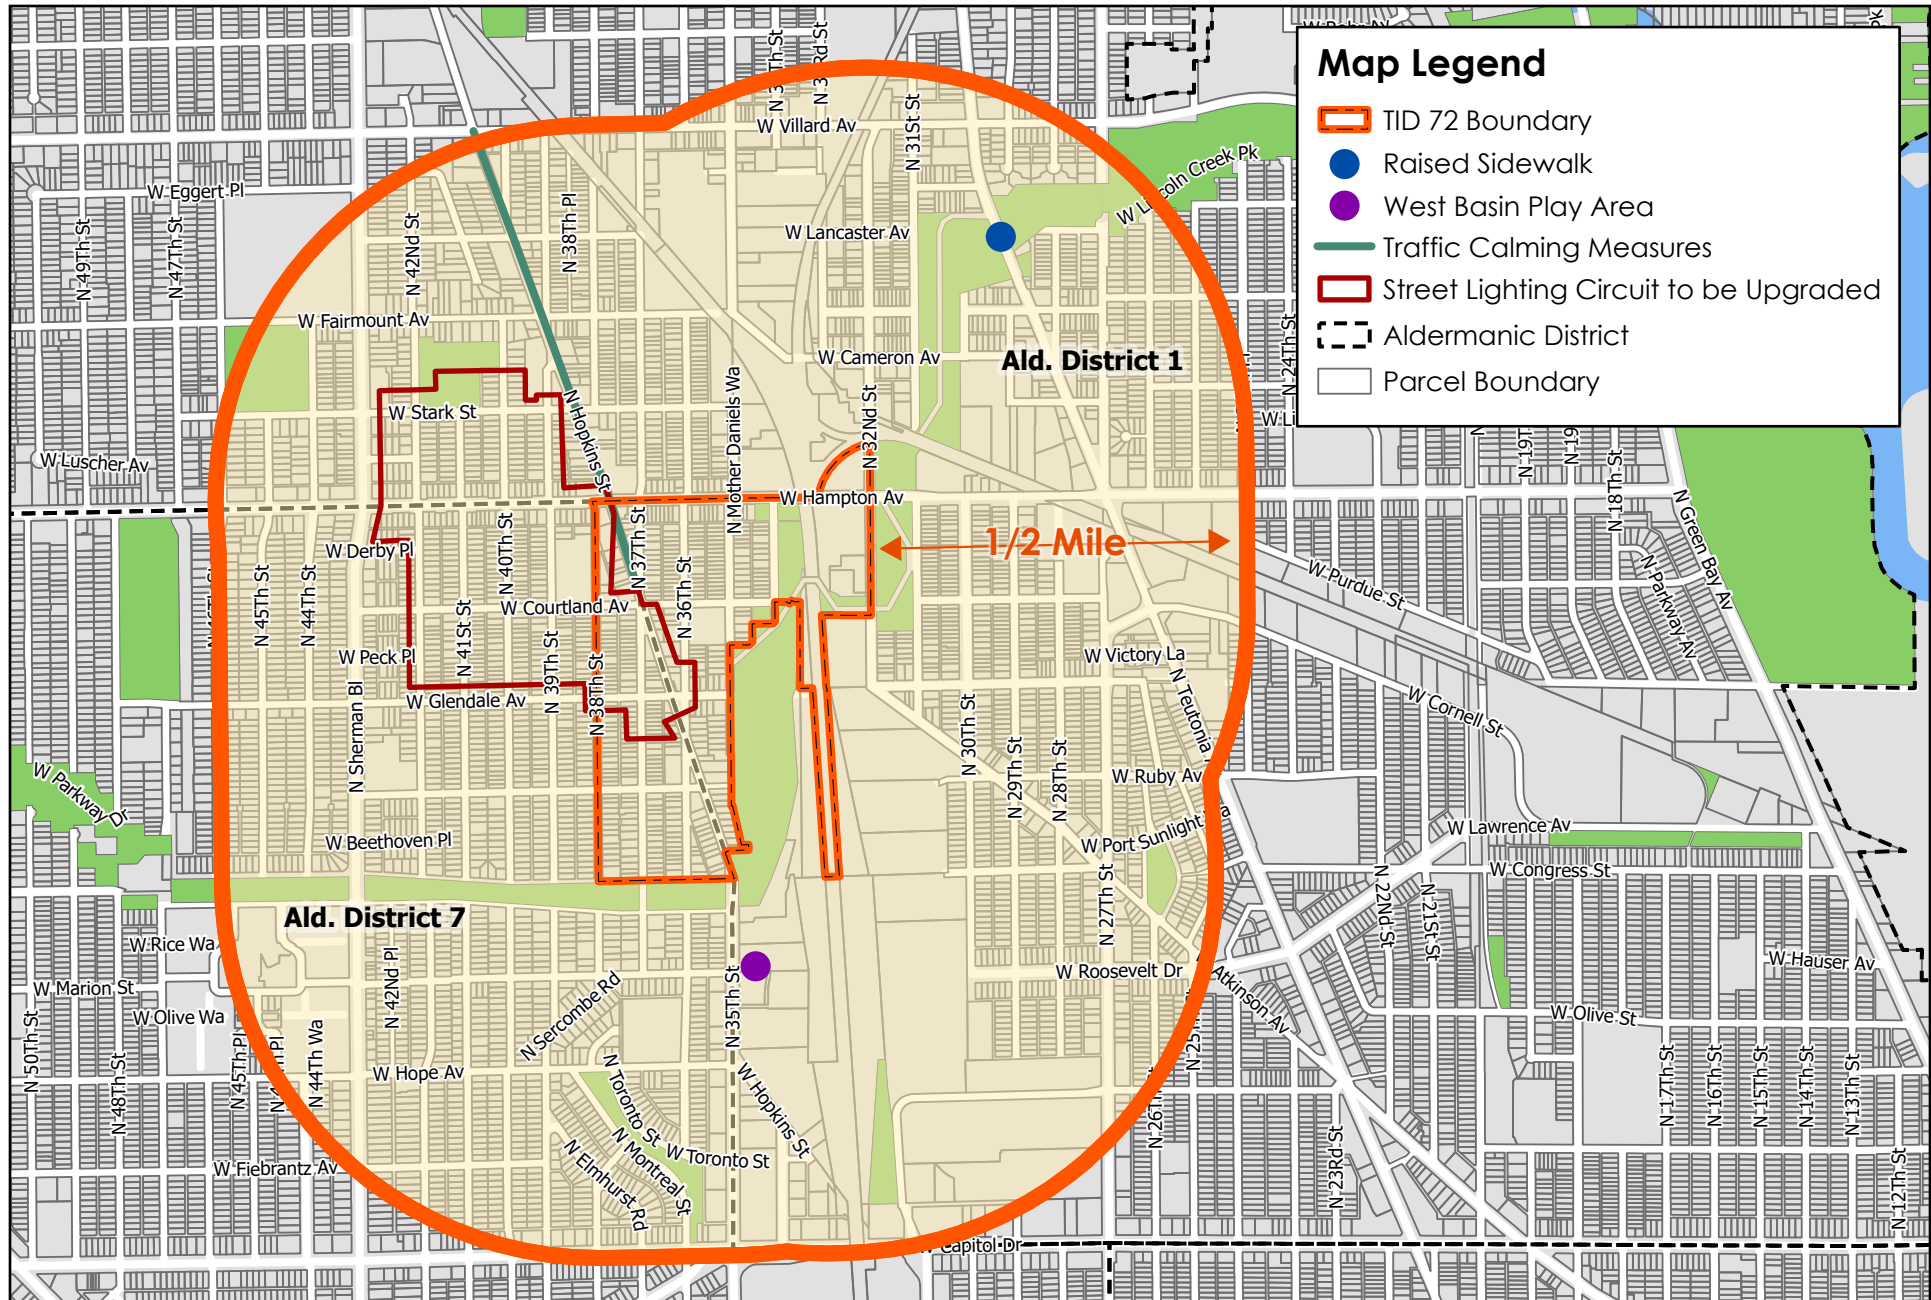 Map Legend
TID 72 Boundary
Raised Sidewalk
West Basin Play Area
Traffic Calming Measures
Street Lighting Circuit to be Upgraded
Aldermanic District
Parcel Boundary
W Villard Av
N 31St St
W Lincoln Creek Pk
W Eggert Pl
N 49Th St
N 47Th St
N 42Nd St
N 38Th Pl
W Lancaster Av
W Fairmount Av
W Cameron Av
Ald. District 1
N 24Th St
W Stark St
N Hopkins St
N Mother Daniels Wa
N 32Nd St
W Luscher Av
W Hampton Av
N 18Th St
N Green Bay Av
1/2 Mile
W Derby Pl
N 40Th St
N 37Th St
N 36Th St
N 45Th St
N 44Th St
W Courtland Av
N 41St St
N 39Th St
N 38Th St
W Purdue St
N Parkway Av
W Peck Pl
W Glendale Av
N Sherman Bl
W Victory La
N Teutonia
W Cornell St
N 30Th St
N 29Th St
N 28Th St
W Ruby Av
W Parkway Dr
W Beethoven Pl
W Port Sunlight
W Lawrence Av
W Congress St
N 27Th St
N 22Nd St
N 21St St
Ald. District 7
W Rice Wa
W Marion St
W Olive Wa
N 42Nd Pl
N 35Th St
N Sercombe Rd
W Roosevelt Dr
W Atkinson Av
W Hauser Av
W Olive St
N 50Th St
N 48Th St
N 45Th Pl
N 44Th Wa
W Hope Av
N Toronto St
W Hopkins St
N 25
N 26Th
N 17Th St
N 16Th St
N 15Th St
N 14Th St
N 13Th St
N 12Th St
N 23Rd St
W Fiebrantz Av
N Elmhurst Rd
N Montreal St
W Toronto St
W Capitol Dr